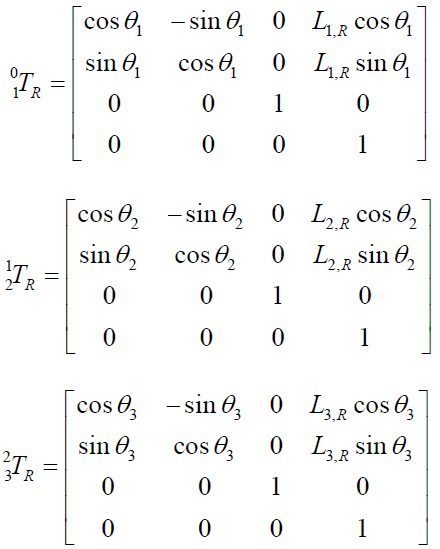 ⁰₁T_R = [ cos θ₁ −sin θ₁ 0 L₁,R cos θ₁
sin θ₁ cos θ₁ 0 L₁,R sin θ₁
0 0 1 0
0 0 0 1 ]
¹₂T_R = [ cos θ₂ −sin θ₂ 0 L₂,R cos θ₂
sin θ₂ cos θ₂ 0 L₂,R sin θ₂
0 0 1 0
0 0 0 1 ]
²₃T_R = [ cos θ₃ −sin θ₃ 0 L₃,R cos θ₃
sin θ₃ cos θ₃ 0 L₃,R sin θ₃
0 0 1 0
0 0 0 1 ]